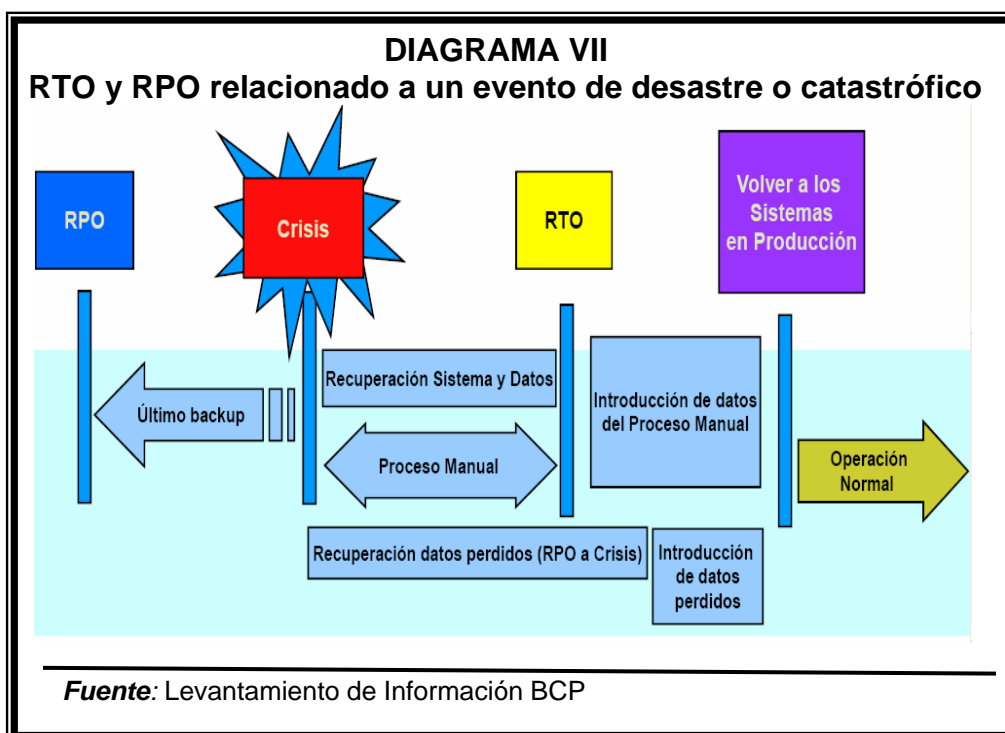 DIAGRAMA VII
RTO y RPO relacionado a un evento de desastre o catastrófico
RPO
Crisis
RTO
Volver a los
Sistemas
en Producción
Último backup
Recuperación Sistema y Datos
Proceso Manual
Introducción de datos
del Proceso Manual
Operación
Normal
Recuperación datos perdidos (RPO a Crisis)
Introducción
de datos
perdidos
Fuente: Levantamiento de Información BCP